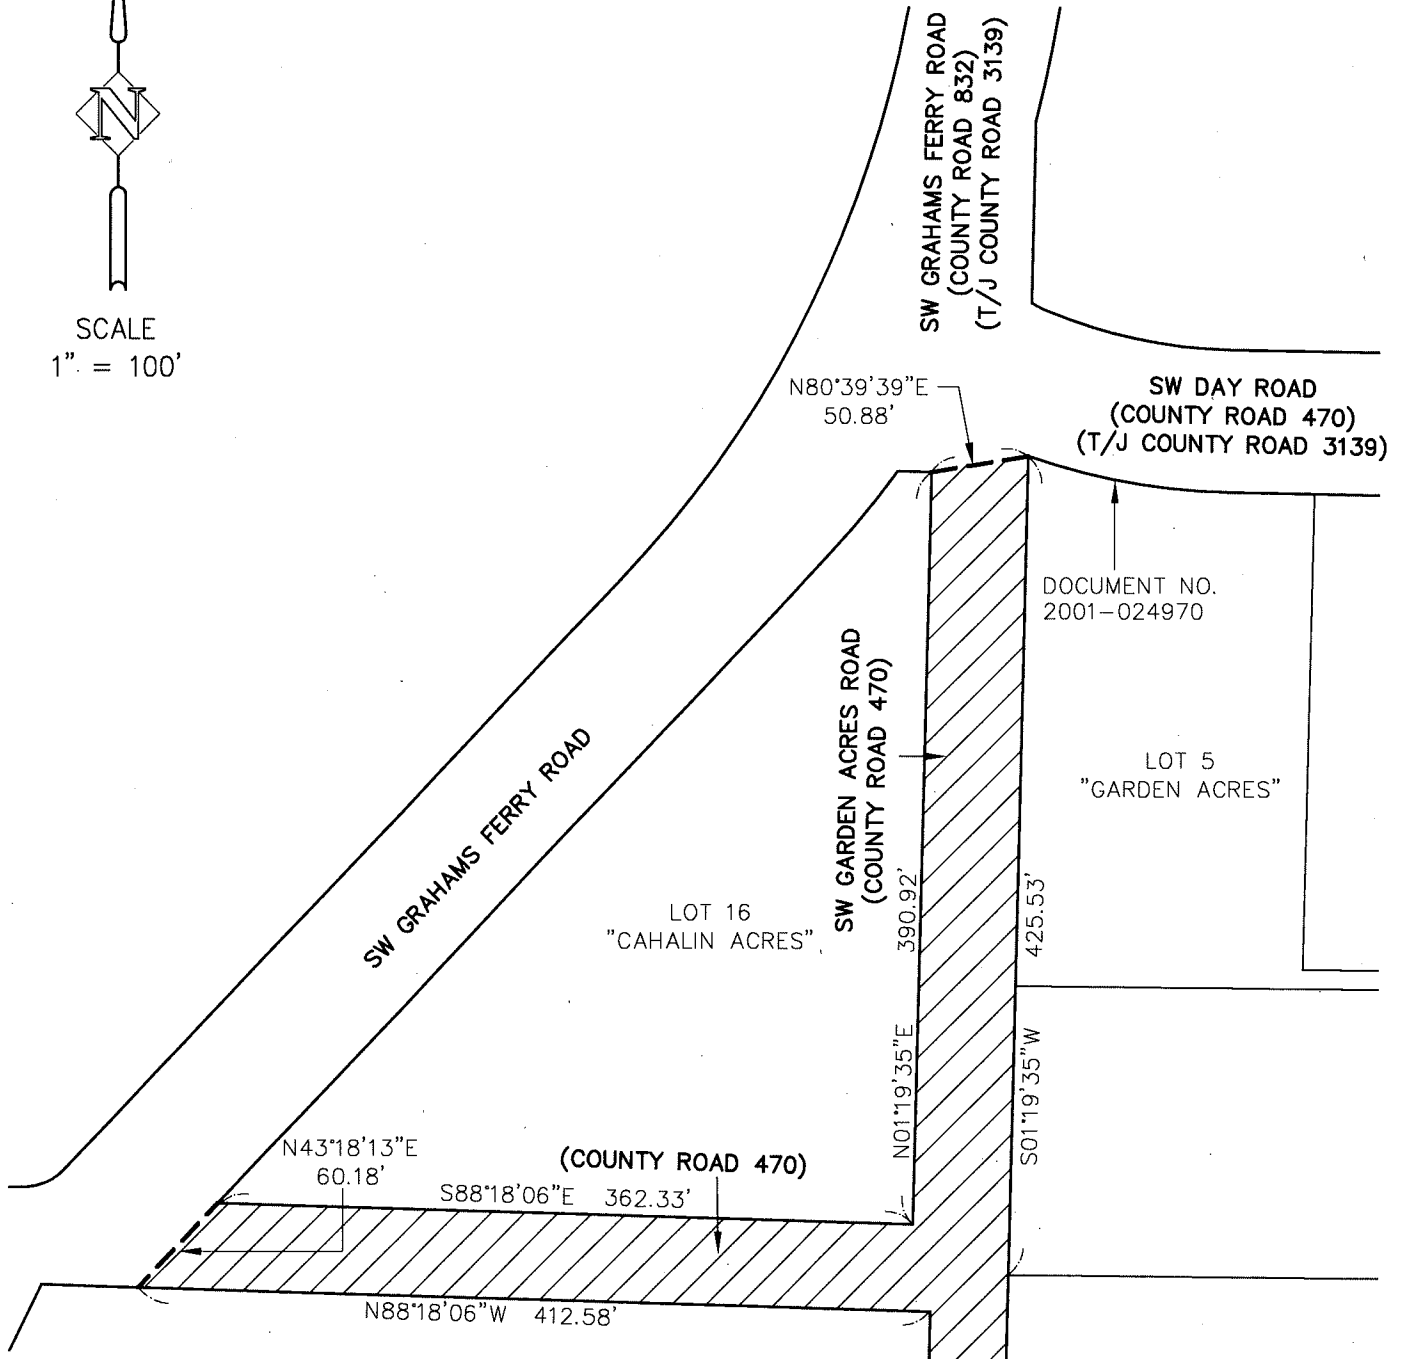 N
SCALE
1" = 100'
SW GRAHAMS FERRY ROAD
(COUNTY ROAD 832)
(T/J COUNTY ROAD 3139)
N80°39'39"E
50.88'
SW DAY ROAD
(COUNTY ROAD 470)
(T/J COUNTY ROAD 3139)
DOCUMENT NO.
2001-024970
SW GARDEN ACRES ROAD
(COUNTY ROAD 470)
LOT 5
"GARDEN ACRES"
SW GRAHAMS FERRY ROAD
LOT 16
"CAHALIN ACRES"
390.92'
425.53'
N01°19'35"E
S01°19'35"W
N43°18'13"E
60.18'
(COUNTY ROAD 470)
S88°18'06"E 362.33'
N88°18'06"W 412.58'